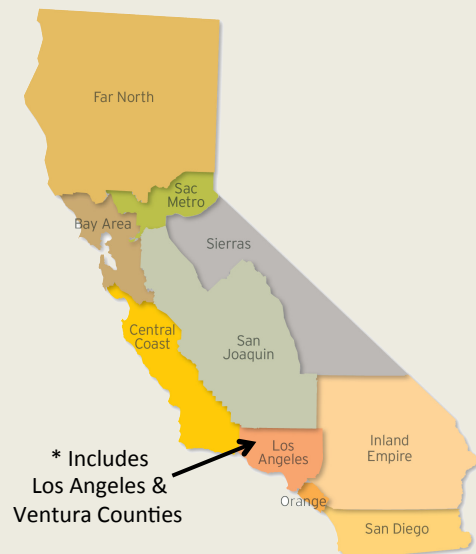 Far North
Sac
Metro
Bay Area
Sierras
Central
Coast
San
Joaquin
Los
Angeles
Inland
Empire
* Includes
Los Angeles &
Ventura Counties
Orange
San Diego